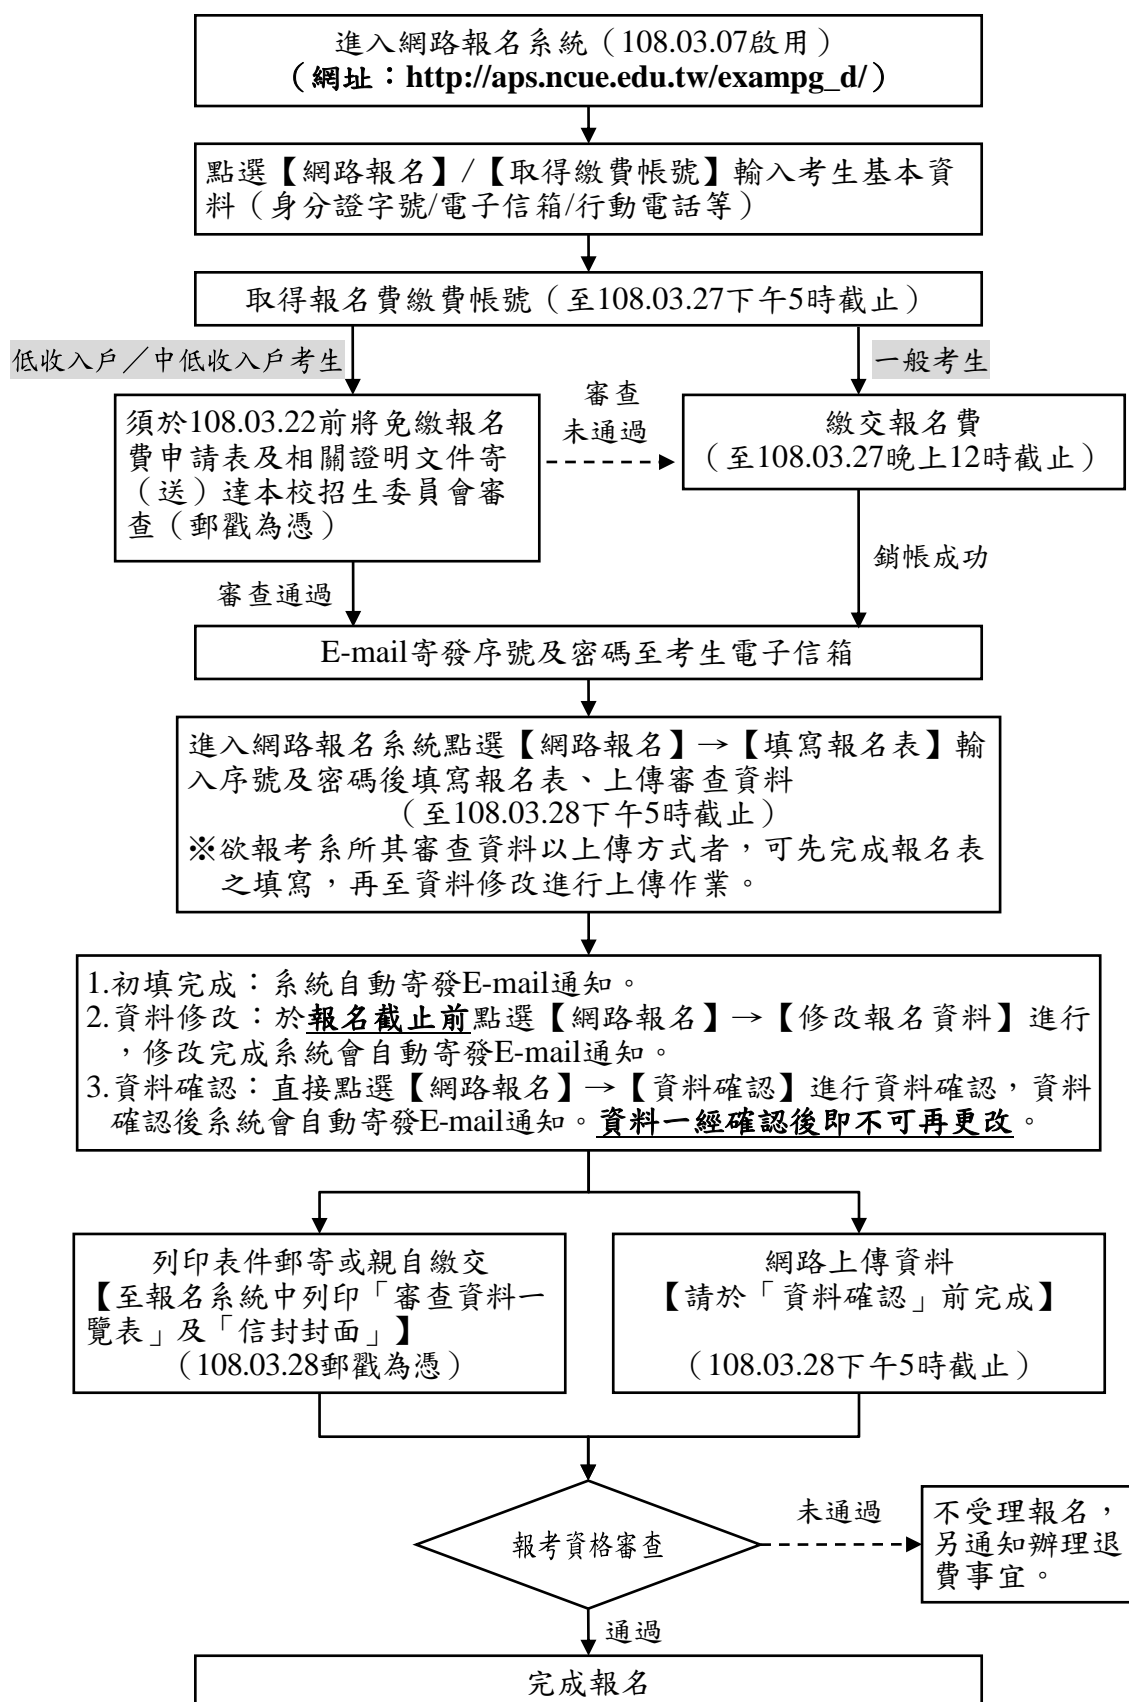 進入網路報名系統（108.03.07啟用）
（網址：http://aps.ncue.edu.tw/exampg_d/）
點選【網路報名】/【取得繳費帳號】輸入考生基本資
料（身分證字號/電子信箱/行動電話等）
取得報名費繳費帳號（至108.03.27下午5時截止）
低收入戶／中低收入戶考生
一般考生
須於108.03.22前將免繳報名
費申請表及相關證明文件寄
（送）達本校招生委員會審
查（郵戳為憑）
審查
未通過
繳交報名費
（至108.03.27晚上12時截止）
審查通過
銷帳成功
E-mail寄發序號及密碼至考生電子信箱
進入網路報名系統點選【網路報名】→【填寫報名表】輸
入序號及密碼後填寫報名表、上傳審查資料
（至108.03.28下午5時截止）
※欲報考系所其審查資料以上傳方式者，可先完成報名表
之填寫，再至資料修改進行上傳作業。
1.初填完成：系統自動寄發E-mail通知。
2.資料修改：於報名截止前點選【網路報名】→【修改報名資料】進行
，修改完成系統會自動寄發E-mail通知。
3.資料確認：直接點選【網路報名】→【資料確認】進行資料確認，資料
確認後系統會自動寄發E-mail通知。資料一經確認後即不可再更改。
列印表件郵寄或親自繳交
【至報名系統中列印「審查資料一
覽表」及「信封封面」】
（108.03.28郵戳為憑）
網路上傳資料
【請於「資料確認」前完成】
（108.03.28下午5時截止）
報考資格審查
未通過
不受理報名，
另通知辦理退
費事宜。
通過
完成報名